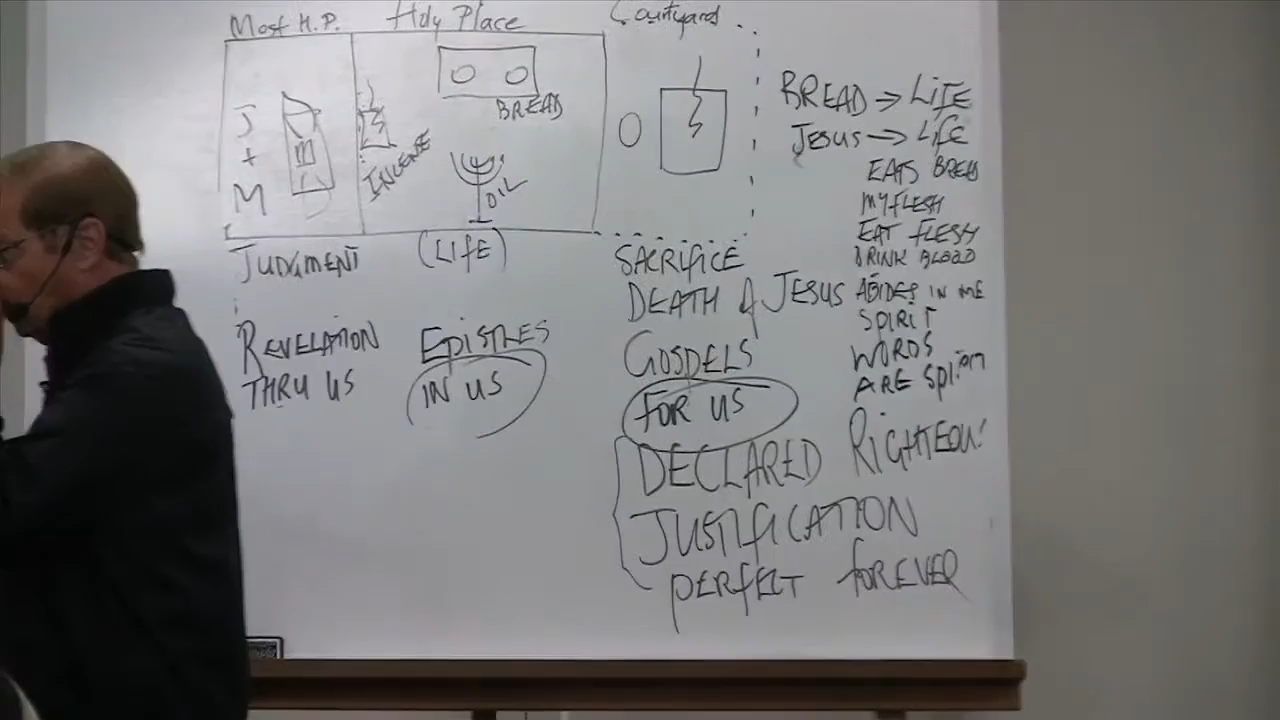 Most H.P.
Holy Place
Courtyard
J
+
M
INCENSE
BREAD
OIL
JUDGMENT
(LIFE)
SACRIFICE
DEATH of JESUS
REVELATION
THRU US
EPISTLES
IN US
GOSPELS
FOR US
DECLARED RIGHTEOU
JUSTIFICATION
PERFECT FOREVER
BREAD → LIFE
JESUS → LIFE
EATS BREAD
MY FLESH
EAT FLESH
DRINK BLOOD
ABIDES IN ME
SPIRIT
WORDS
ARE